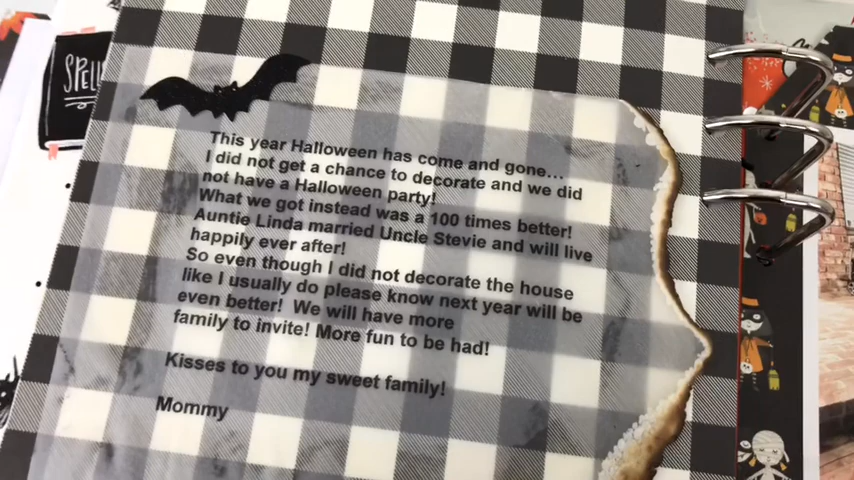 SPELL
This year Halloween has come and gone...
I did not get a chance to decorate and we did
not have a Halloween party!
What we got instead was a 100 times better!
Auntie Linda married Uncle Stevie and will live
happily ever after!
So even though I did not decorate the house
like I usually do please know next year will be
even better! We will have more
family to invite! More fun to be had!
Kisses to you my sweet family!
Mommy